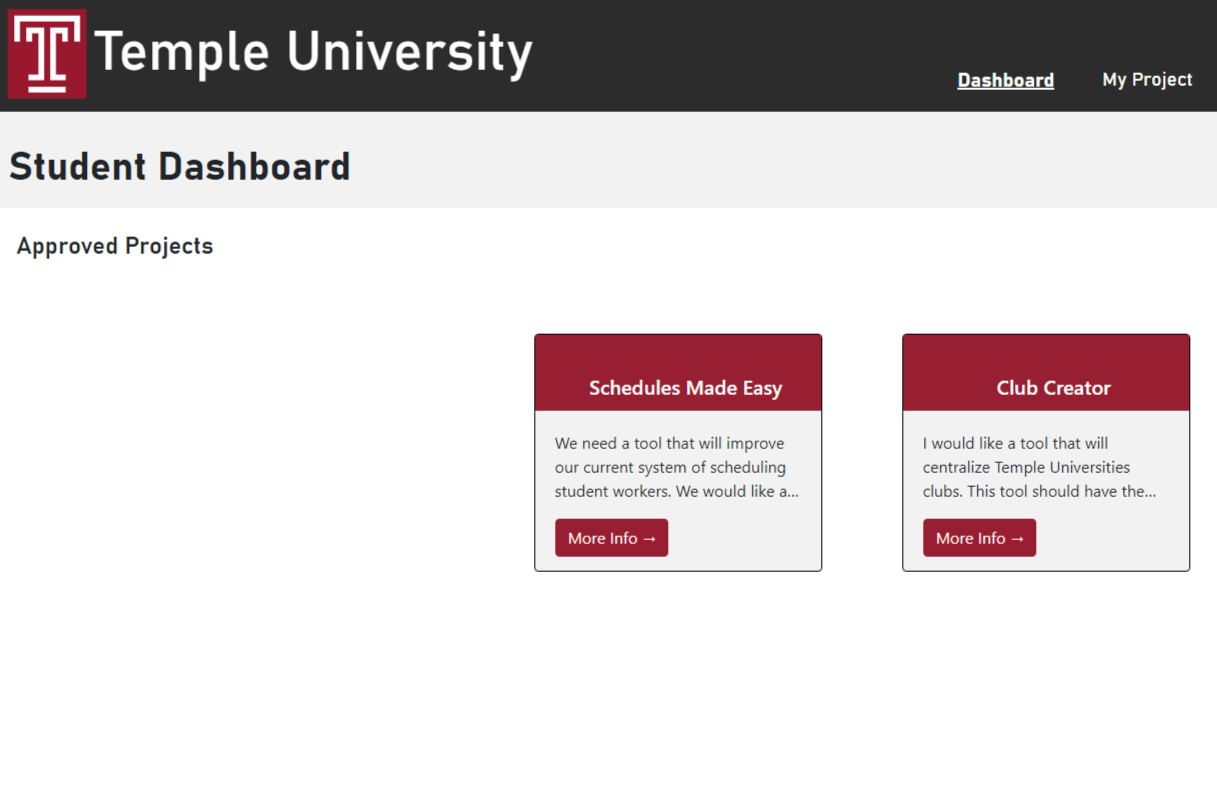 Temple University
Dashboard
My Project
Student Dashboard
Approved Projects
Schedules Made Easy
We need a tool that will improve
our current system of scheduling
student workers. We would like a...
More Info →
Club Creator
I would like a tool that will
centralize Temple Universities
clubs. This tool should have the...
More Info →